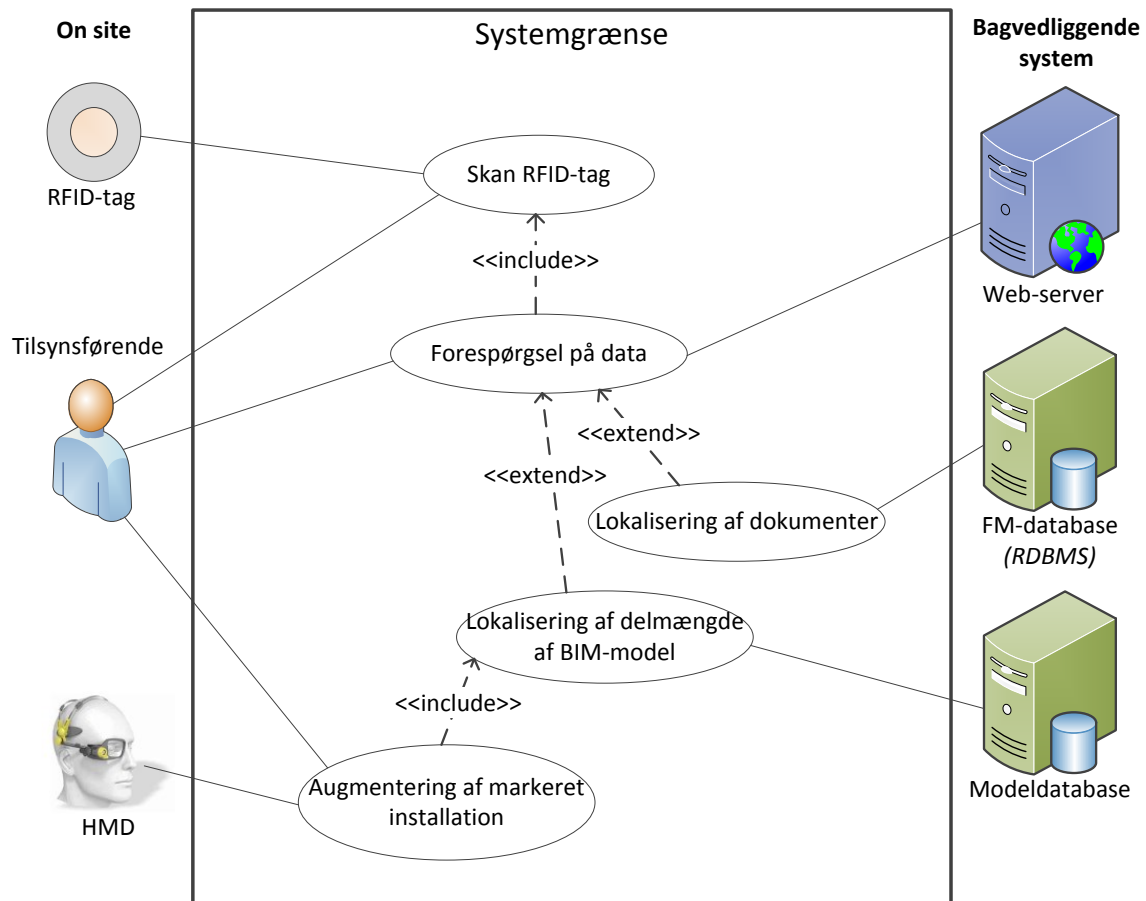 On site
Systemgrænse
Bagvedliggende
system
RFID-tag
Skan RFID-tag
<<include>>
Web-server
Tilsynsførende
Forespørgsel på data
<<extend>>
<<extend>>
Lokalisering af dokumenter
FM-database
(RDBMS)
Lokalisering af delmængde
af BIM-model
<<include>>
Augmentering af markeret
installation
HMD
Modeldatabase